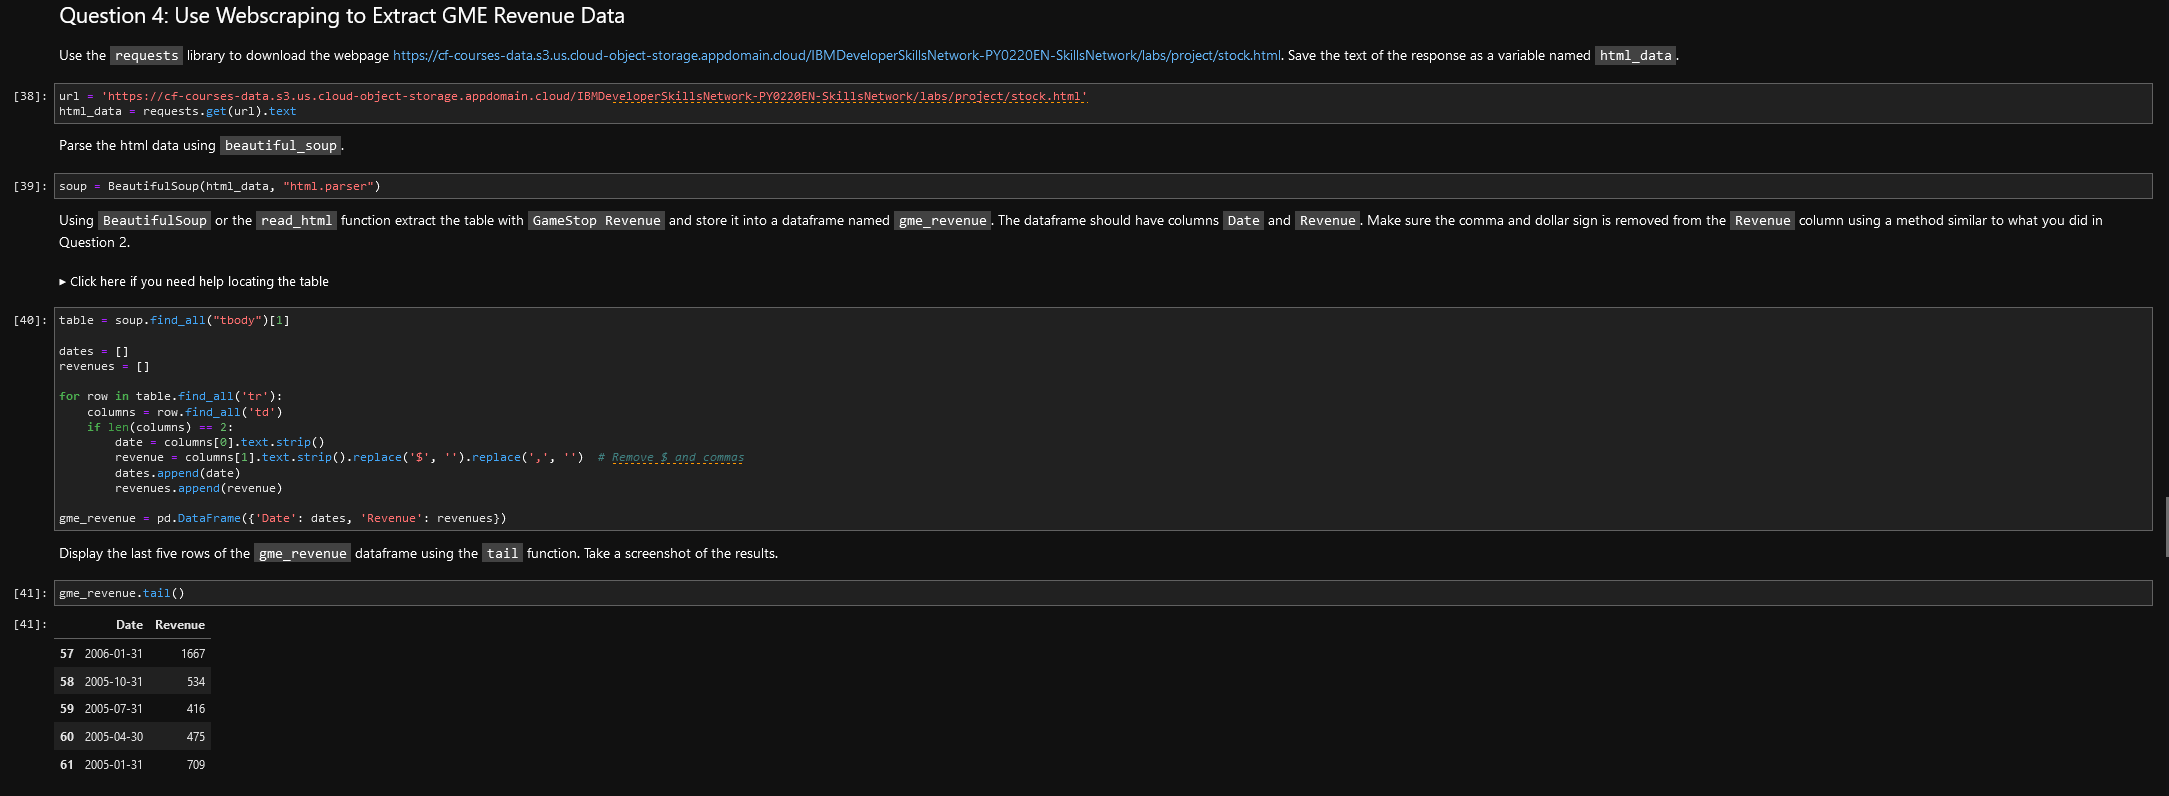 Question 4: Use Webscraping to Extract GME Revenue Data
Use the requests library to download the webpage https://cf-courses-data.s3.us.cloud-object-storage.appdomain.cloud/IBMDeveloperSkillsNetwork-PY0220EN-SkillsNetwork/labs/project/stock.html. Save the text of the response as a variable named html_data.
[38]: url = 'https://cf-courses-data.s3.us.cloud-object-storage.appdomain.cloud/IBMDeveloperSkillsNetwork-PY0220EN-SkillsNetwork/labs/project/stock.html'
html_data = requests.get(url).text
Parse the html data using beautiful_soup.
[39]: soup = BeautifulSoup(html_data, "html.parser")
Using BeautifulSoup or the read_html function extract the table with GameStop Revenue and store it into a dataframe named gme_revenue. The dataframe should have columns Date and Revenue. Make sure the comma and dollar sign is removed from the Revenue column using a method similar to what you did in
Question 2.
▸ Click here if you need help locating the table
[40]: table = soup.find_all("tbody")[1]
dates = []
revenues = []
for row in table.find_all('tr'):
    columns = row.find_all('td')
    if len(columns) == 2:
        date = columns[0].text.strip()
        revenue = columns[1].text.strip().replace('$', '').replace(',', '')  # Remove $ and commas
        dates.append(date)
        revenues.append(revenue)
gme_revenue = pd.DataFrame({'Date': dates, 'Revenue': revenues})
Display the last five rows of the gme_revenue dataframe using the tail function. Take a screenshot of the results.
[41]: gme_revenue.tail()
[41]: Date Revenue
57 2006-01-31 1667
58 2005-10-31 534
59 2005-07-31 416
60 2005-04-30 475
61 2005-01-31 709